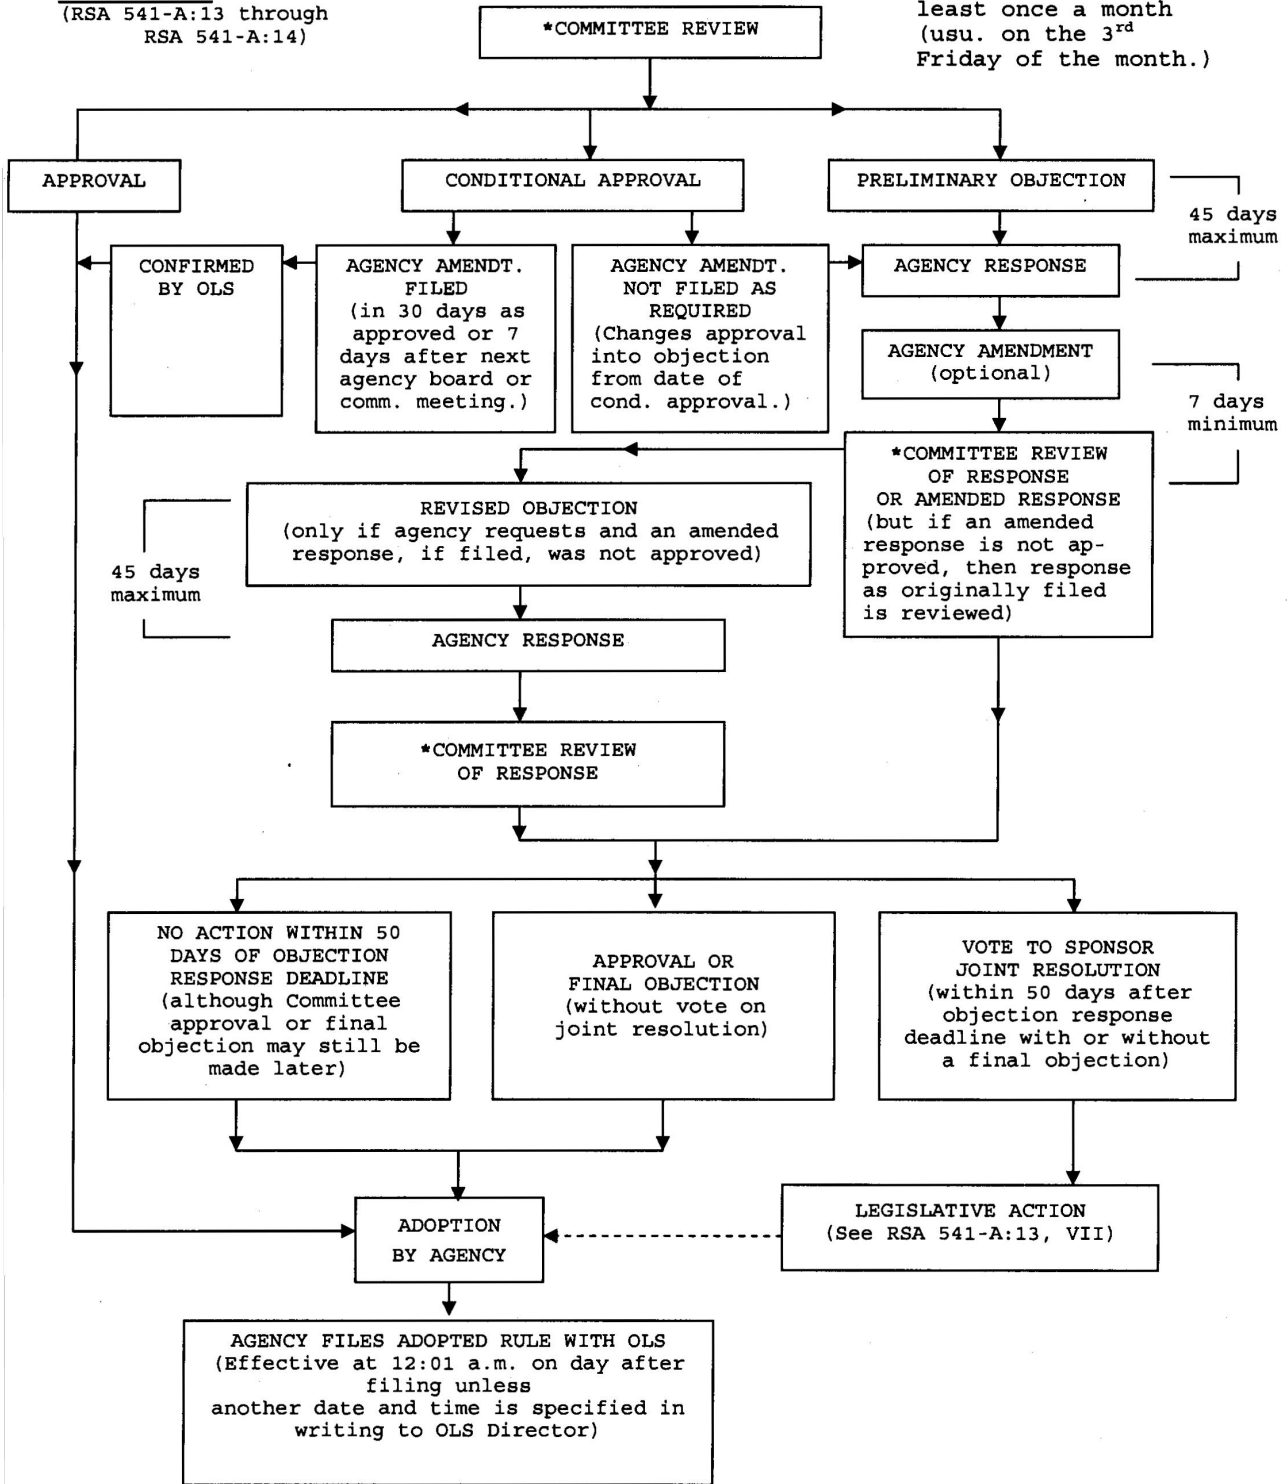 (RSA 541-A:13 through
RSA 541-A:14)
*COMMITTEE REVIEW
least once a month
(usu. on the 3rd
Friday of the month.)
APPROVAL
CONDITIONAL APPROVAL
PRELIMINARY OBJECTION
45 days
maximum
CONFIRMED
BY OLS
AGENCY AMENDT.
FILED
(in 30 days as
approved or 7
days after next
agency board or
comm. meeting.)
AGENCY AMENDT.
NOT FILED AS
REQUIRED
(Changes approval
into objection
from date of
cond. approval.)
AGENCY RESPONSE
AGENCY AMENDMENT
(optional)
7 days
minimum
*COMMITTEE REVIEW
OF RESPONSE
OR AMENDED RESPONSE
(but if an amended
response is not ap-
proved, then response
as originally filed
is reviewed)
REVISED OBJECTION
(only if agency requests and an amended
response, if filed, was not approved)
45 days
maximum
AGENCY RESPONSE
*COMMITTEE REVIEW
OF RESPONSE
NO ACTION WITHIN 50
DAYS OF OBJECTION
RESPONSE DEADLINE
(although Committee
approval or final
objection may still be
made later)
APPROVAL OR
FINAL OBJECTION
(without vote on
joint resolution)
VOTE TO SPONSOR
JOINT RESOLUTION
(within 50 days after
objection response
deadline with or without
a final objection)
ADOPTION
BY AGENCY
LEGISLATIVE ACTION
(See RSA 541-A:13, VII)
AGENCY FILES ADOPTED RULE WITH OLS
(Effective at 12:01 a.m. on day after
filing unless
another date and time is specified in
writing to OLS Director)